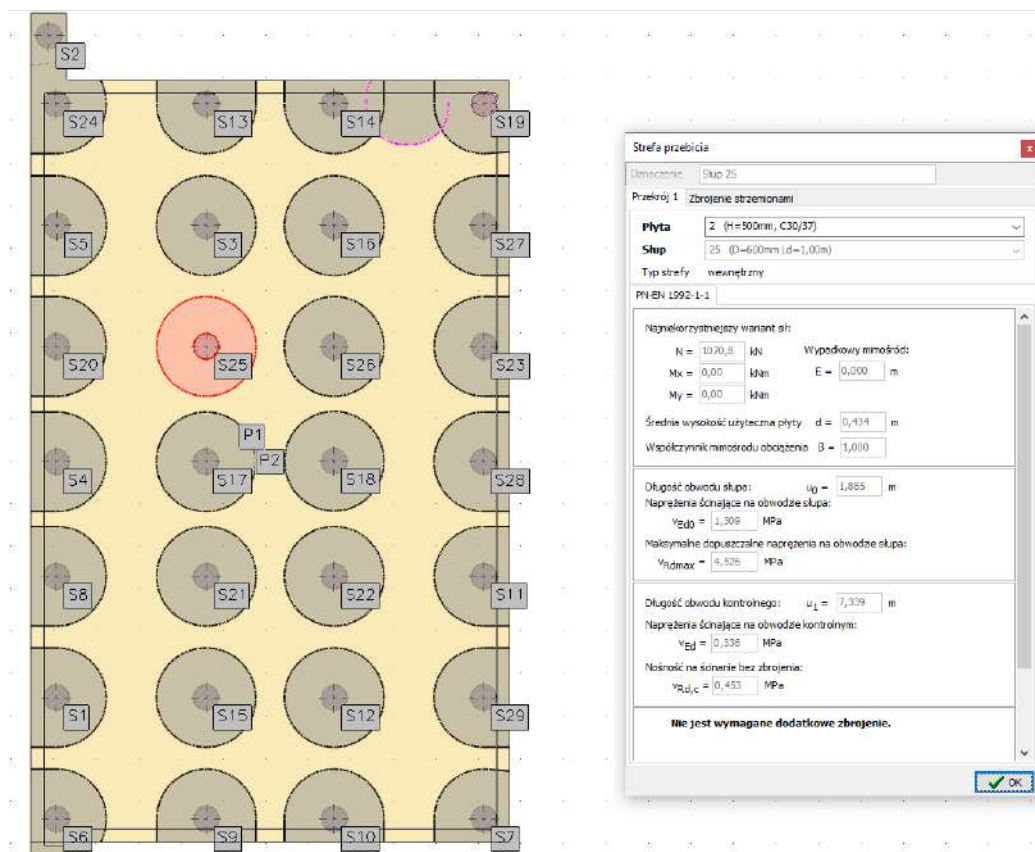 S2
S24
S13
S14
S19
S5
S3
S16
S27
S20
S25
S26
S23
P1
P2
S4
S17
S18
S28
S8
S21
S22
S11
S1
S15
S12
S29
S6
S9
S10
S7
Strefa przebicia
x
Oznaczenie Słup 25
Przekrój 1 Zbrojenie strzemionami
Płyta 2 (H=500mm, C30/37)
Słup 25 (D=600mm Ld=1,00m)
Typ strefy wewnętrzny
PN-EN 1992-1-1
Najniekorzystniejszy wariant sił:
N = 1070,8 kN Wypadkowy mimośród:
Mx = 0,00 kNm E = 0,000 m
My = 0,00 kNm
Średnia wysokość użyteczna płyty d = 0,434 m
Współczynnik mimośrodu obciążenia β = 1,000
Długość obwodu słupa: u0 = 1,885 m
Naprężenia ścinające na obwodzie słupa:
vEd0 = 1,309 MPa
Maksymalne dopuszczalne naprężenia na obwodzie słupa:
vRdmax = 4,526 MPa
Długość obwodu kontrolnego: u1 = 7,339 m
Naprężenia ścinające na obwodzie kontrolnym:
vEd = 0,336 MPa
Nośność na ścinanie bez zbrojenia:
vRd,c = 0,453 MPa
Nie jest wymagane dodatkowe zbrojenie.
OK